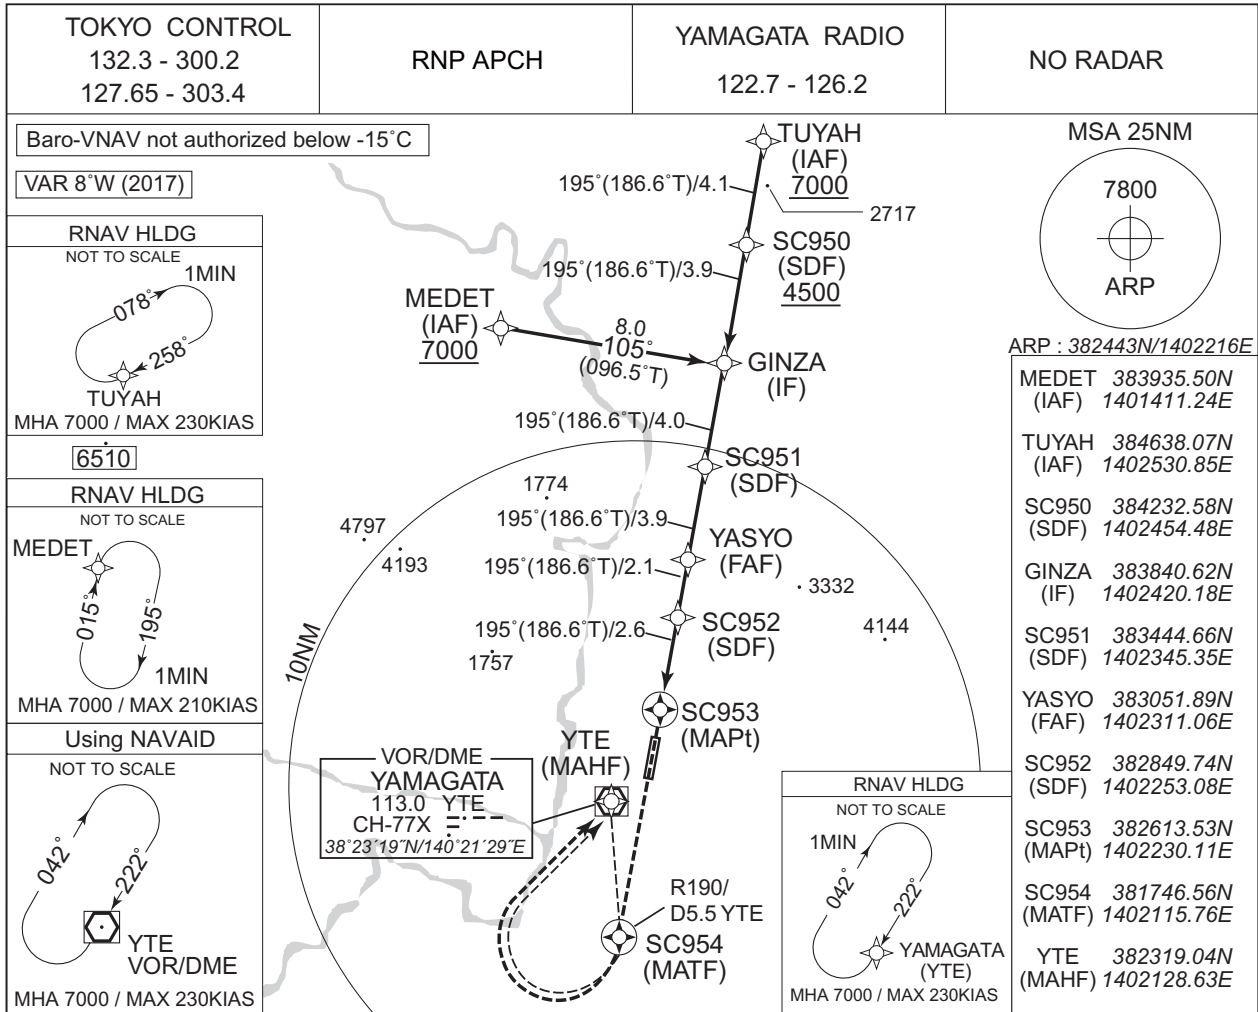 TOKYO CONTROL
132.3 - 300.2
127.65 - 303.4
RNP APCH
YAMAGATA RADIO
122.7 - 126.2
NO RADAR
Baro-VNAV not authorized below -15˚C
VAR 8˚W (2017)
RNAV HLDG
NOT TO SCALE
1MIN
078˚
258˚
TUYAH
MHA 7000 / MAX 230KIAS
6510
RNAV HLDG
NOT TO SCALE
MEDET
015˚
195˚
1MIN
MHA 7000 / MAX 210KIAS
Using NAVAID
NOT TO SCALE
042˚
222˚
YTE
VOR/DME
MHA 7000 / MAX 230KIAS
TUYAH
(IAF)
7000
195˚(186.6˚T)/4.1
2717
SC950
(SDF)
4500
195˚(186.6˚T)/3.9
MEDET
(IAF)
7000
8.0
105˚
(096.5˚T)
GINZA
(IF)
195˚(186.6˚T)/4.0
SC951
(SDF)
1774
195˚(186.6˚T)/3.9
4797
4193
YASYO
(FAF)
195˚(186.6˚T)/2.1
3332
SC952
(SDF)
4144
195˚(186.6˚T)/2.6
1757
10NM
SC953
(MAPt)
YTE
(MAHF)
VOR/DME
YAMAGATA
113.0 YTE
CH-77X
38˚23´19˝N/140˚21´29˝E
R190/
D5.5 YTE
SC954
(MATF)
RNAV HLDG
NOT TO SCALE
1MIN
042˚
222˚
YAMAGATA
(YTE)
MHA 7000 / MAX 230KIAS
MSA 25NM
7800
ARP
ARP : 382443N/1402216E
MEDET 383935.50N
(IAF) 1401411.24E
TUYAH 384638.07N
(IAF) 1402530.85E
SC950 384232.58N
(SDF) 1402454.48E
GINZA 383840.62N
(IF) 1402420.18E
SC951 383444.66N
(SDF) 1402345.35E
YASYO 383051.89N
(FAF) 1402311.06E
SC952 382849.74N
(SDF) 1402253.08E
SC953 382613.53N
(MAPt) 1402230.11E
SC954 381746.56N
(MATF) 1402115.76E
YTE 382319.04N
(MAHF) 1402128.63E